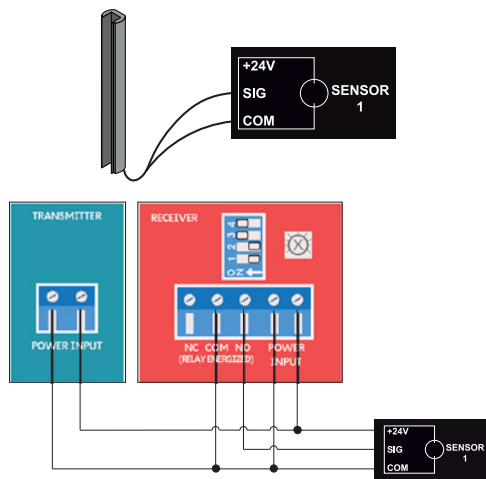 +24V
SIG
COM
SENSOR
1
TRANSMITTER
POWER INPUT
RECEIVER
4
3
2
1
ON
NC COM NO POWER
(RELAY ENERGIZED) INPUT
+24V
SIG
COM
SENSOR
1